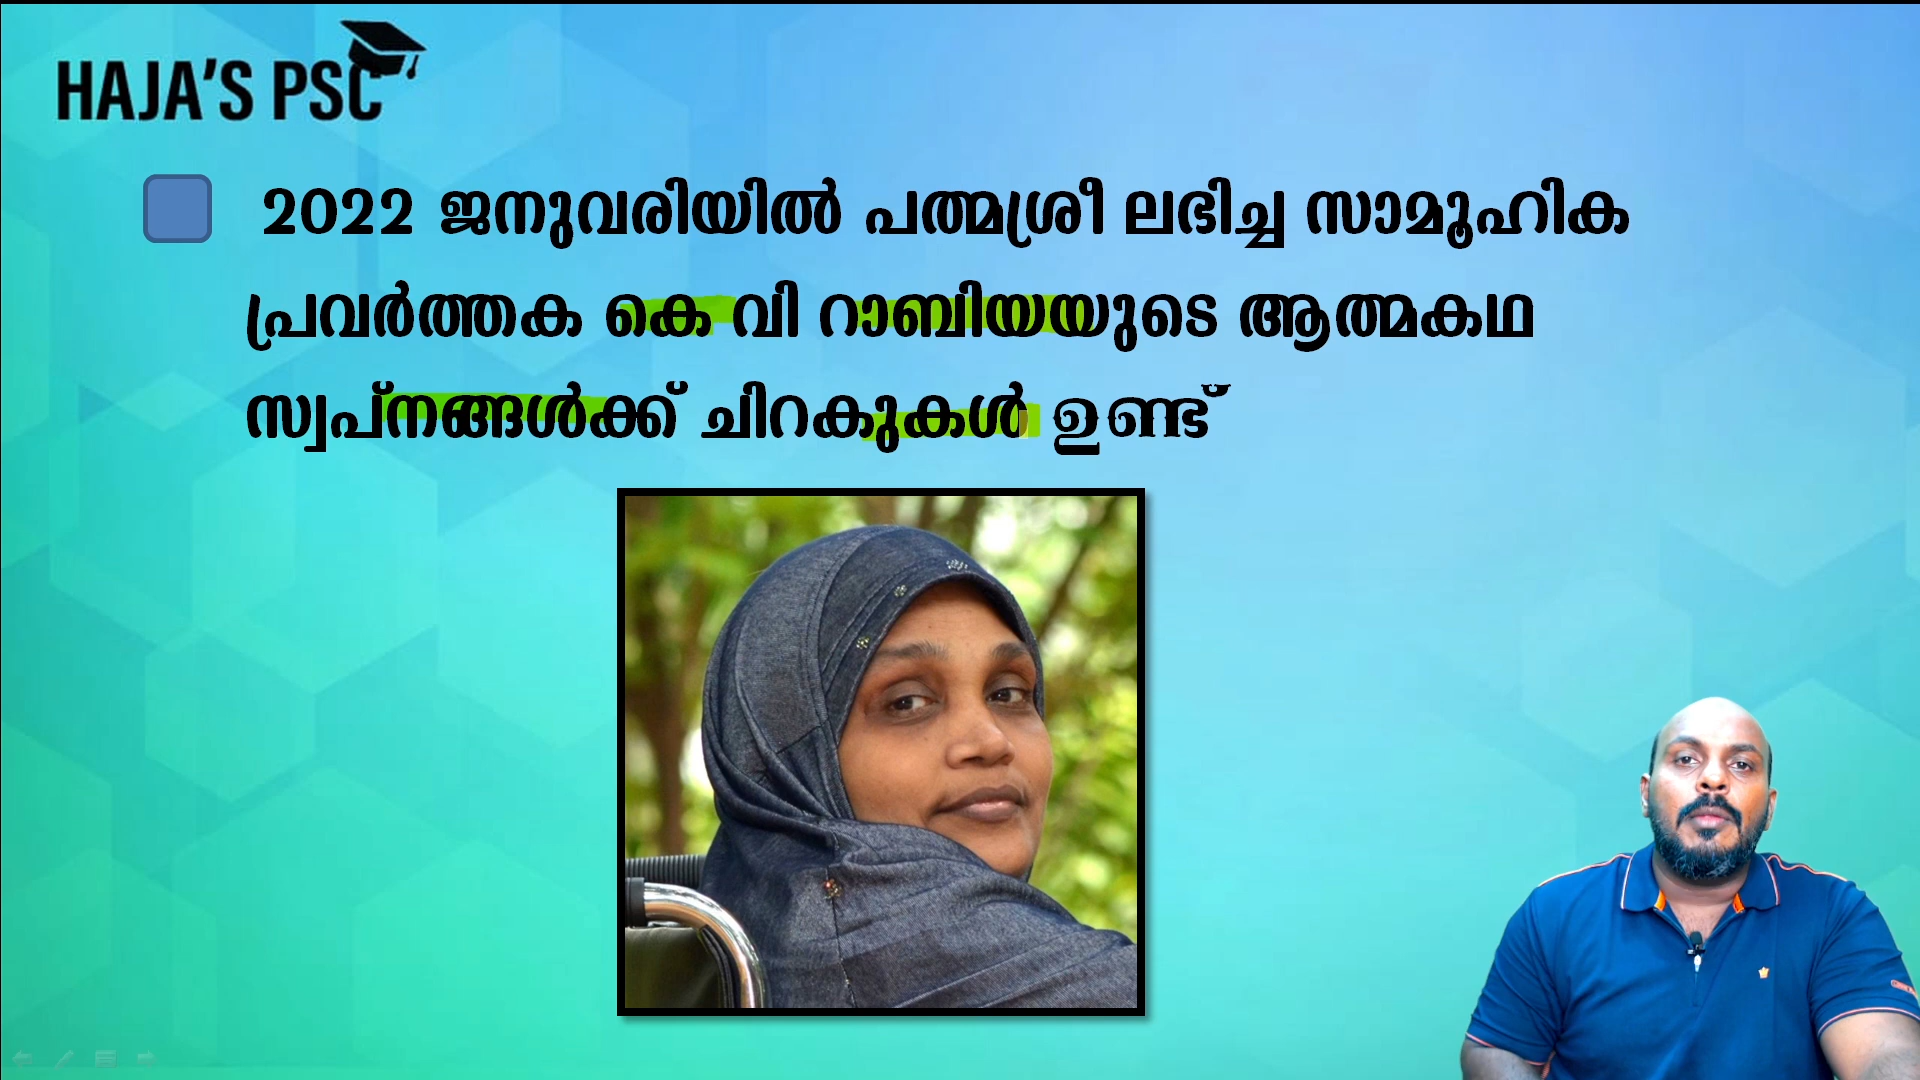 HAJA'S PSC
2022 ജനുവരിയിൽ പത്മശ്രീ ലഭിച്ച സാമൂഹിക
പ്രവർത്തക കെ വി റാബിയയുടെ ആത്മകഥ
സ്വപ്നങ്ങൾക്ക് ചിറകുകൾ ഉണ്ട്